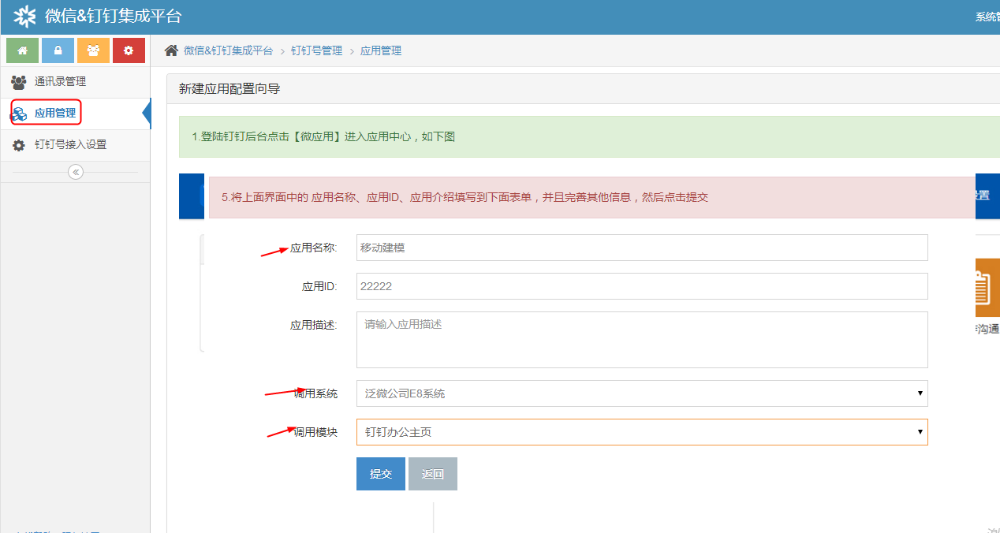 微信&钉钉集成平台
系统管
微信&钉钉集成平台 > 钉钉号管理 > 应用管理
通讯录管理
新建应用配置向导
应用管理
1.登陆钉钉后台点击【微应用】进入应用中心，如下图
钉钉号接入设置
5.将上面界面中的 应用名称、应用ID、应用介绍填写到下面表单，并且完善其他信息，然后点击提交
置
应用名称: 移动建模
应用ID: 22222
应用描述: 请输入应用描述
沟通
调用系统 泛微公司E8系统
调用模块 钉钉办公主页
提交 返回